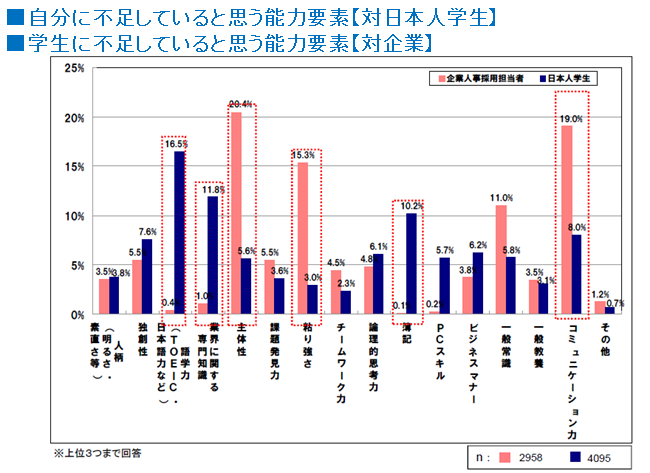 ■自分に不足していると思う能力要素【対日本人学生】
■学生に不足していると思う能力要素【対企業】
企業人事採用担当者 日本人学生
25%
20%
15%
10%
5%
0%
3.5% 3.8%
5.5% 7.6%
0.4% 16.5%
1.0% 11.8%
20.4% 5.6%
5.5% 3.6%
15.3% 3.0%
4.5% 2.3%
4.8% 6.1%
0.1% 10.2%
0.2% 5.7%
3.8% 6.2%
11.0% 5.8%
3.5% 3.1%
19.0% 8.0%
1.2% 0.7%
人柄
(明るさ・
素直さ等)
独創性
語学力
(TOEIC・
日本語力など)
業界に関する
専門知識
主体性
課題発見力
粘り強さ
チームワーク力
論理的思考力
簿記
PCスキル
ビジネスマナー
一般常識
一般教養
コミュニケーション力
その他
※上位3つまで回答
n: 2958 4095